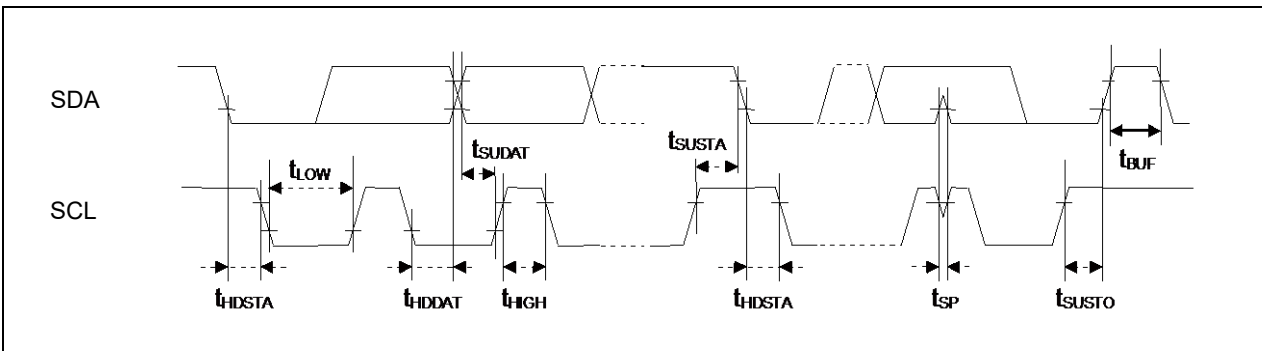 SDA
tSUDAT
tSUSTA
tBUF
tLOW
SCL
tHDSTA
tHDDAT
tHIGH
tHDSTA
tSP
tSUSTO